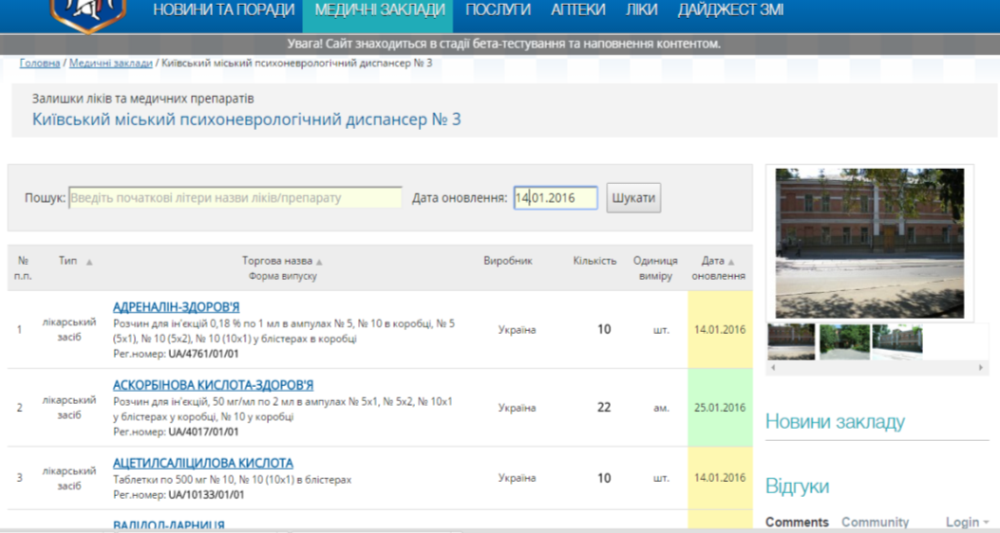 НОВИНИ ТА ПОРАДИ МЕДИЧНІ ЗАКЛАДИ ПОСЛУГИ АПТЕКИ ЛІКИ ДАЙДЖЕСТ ЗМІ
Увага! Сайт знаходиться в стадії бета-тестування та наповнення контентом.
Головна / Медичні заклади / Київський міський психоневрологічний диспансер № 3
Залишки ліків та медичних препаратів
Київський міський психоневрологічний диспансер № 3
Пошук: Введіть початкові літери назви ліків/препарату Дата оновлення: 14.01.2016 Шукати
№ п.п. Тип Торгова назва Форма випуску Виробник Кількість Одиниця виміру Дата оновлення
1 лікарський засіб АДРЕНАЛІН-ЗДОРОВ'Я Україна 10 шт. 14.01.2016
Розчин для ін'єкцій 0,18 % по 1 мл в ампулах № 5, № 10 в коробці, № 5
(5x1), № 10 (5x2), № 10 (10x1) у блістерах в коробці
Рег.номер: UA/4761/01/01
2 лікарський засіб АСКОРБІНОВА КИСЛОТА-ЗДОРОВ'Я Україна 22 ам. 25.01.2016
Розчин для ін'єкцій, 50 мг/мл по 2 мл в ампулах № 5x1, № 5x2, № 10x1
у блістерах у коробці, № 10 у коробці
Рег.номер: UA/4017/01/01
3 лікарський засіб АЦЕТИЛСАЛІЦИЛОВА КИСЛОТА Україна 10 шт. 14.01.2016
Таблетки по 500 мг № 10, № 10 (10x1) в блістерах
Рег.номер: UA/10133/01/01
ВАЛІДОЛ-ДАРНИЦЯ
Новини закладу
Відгуки
Comments Community Login